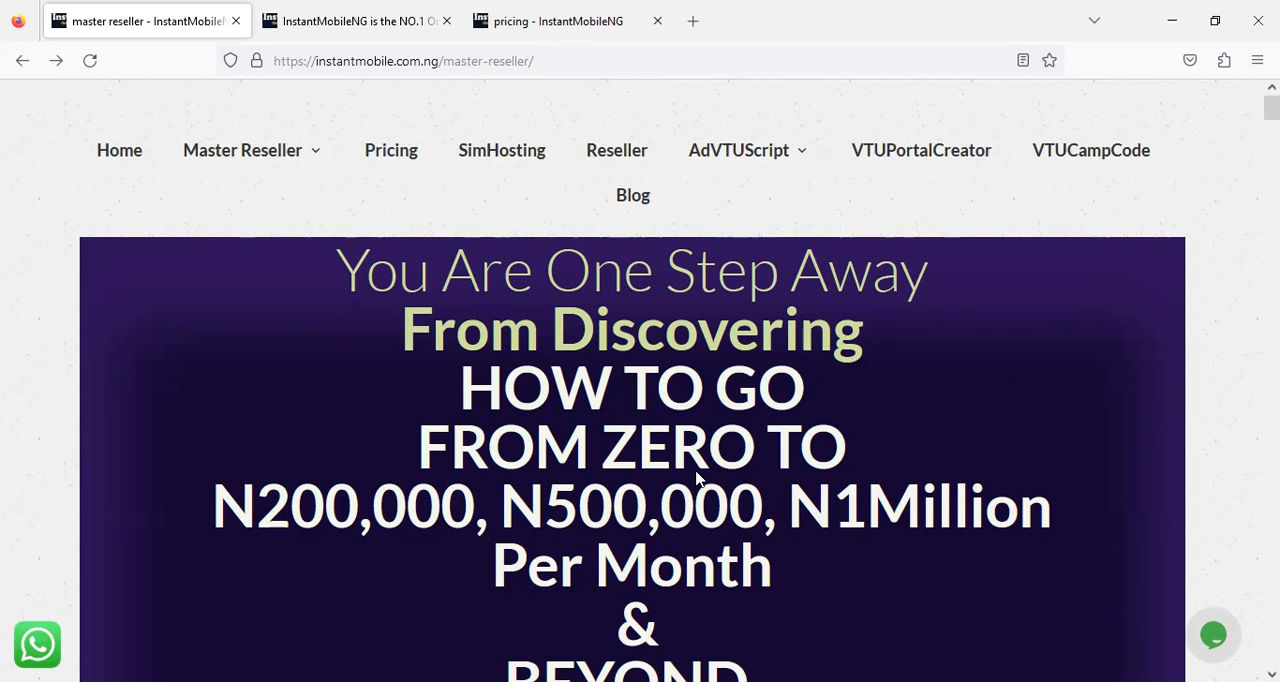 master reseller - InstantMobileN
InstantMobileNG is the NO.1 O
pricing - InstantMobileNG
https://instantmobile.com.ng/master-reseller/
Home
Master Reseller
Pricing
SimHosting
Reseller
AdVTUScript
VTUPortalCreator
VTUCampCode
Blog
You Are One Step Away
From Discovering
HOW TO GO
FROM ZERO TO
N200,000, N500,000, N1Million
Per Month
&
BEYOND